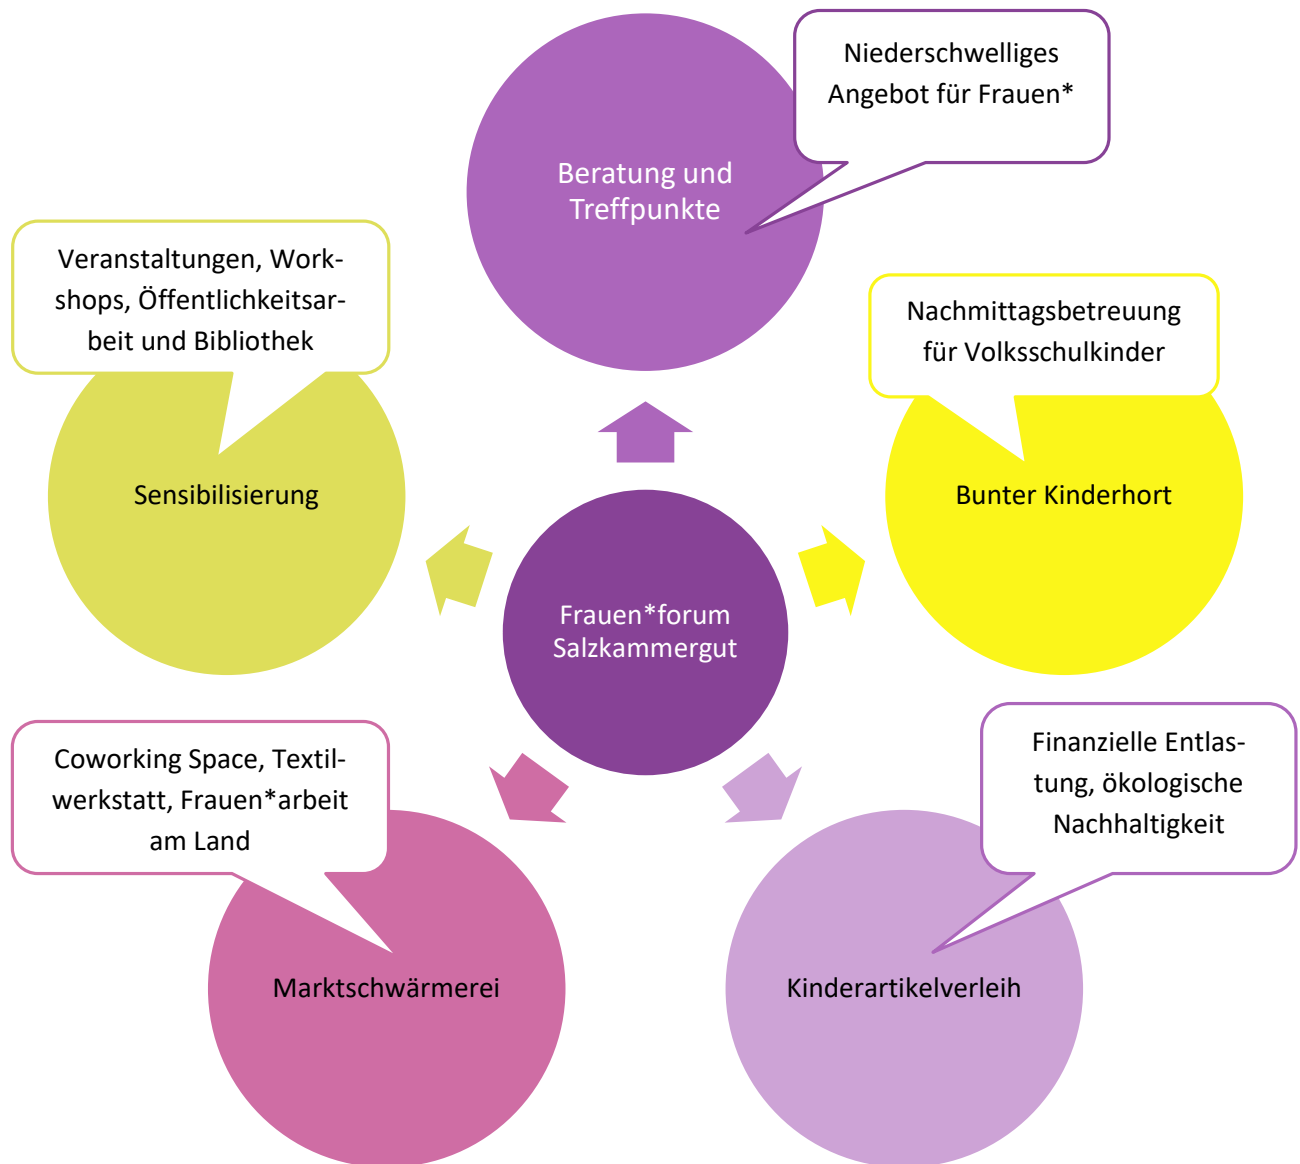 Niederschwelliges
Angebot für Frauen*
Beratung und
Treffpunkte
Veranstaltungen, Work-
shops, Öffentlichkeitsar-
beit und Bibliothek
Sensibilisierung
Nachmittagsbetreuung
für Volksschulkinder
Bunter Kinderhort
Frauen*forum
Salzkammergut
Coworking Space, Textil-
werkstatt, Frauen*arbeit
am Land
Marktschwärmerei
Finanzielle Entlas-
tung, ökologische
Nachhaltigkeit
Kinderartikelverleih